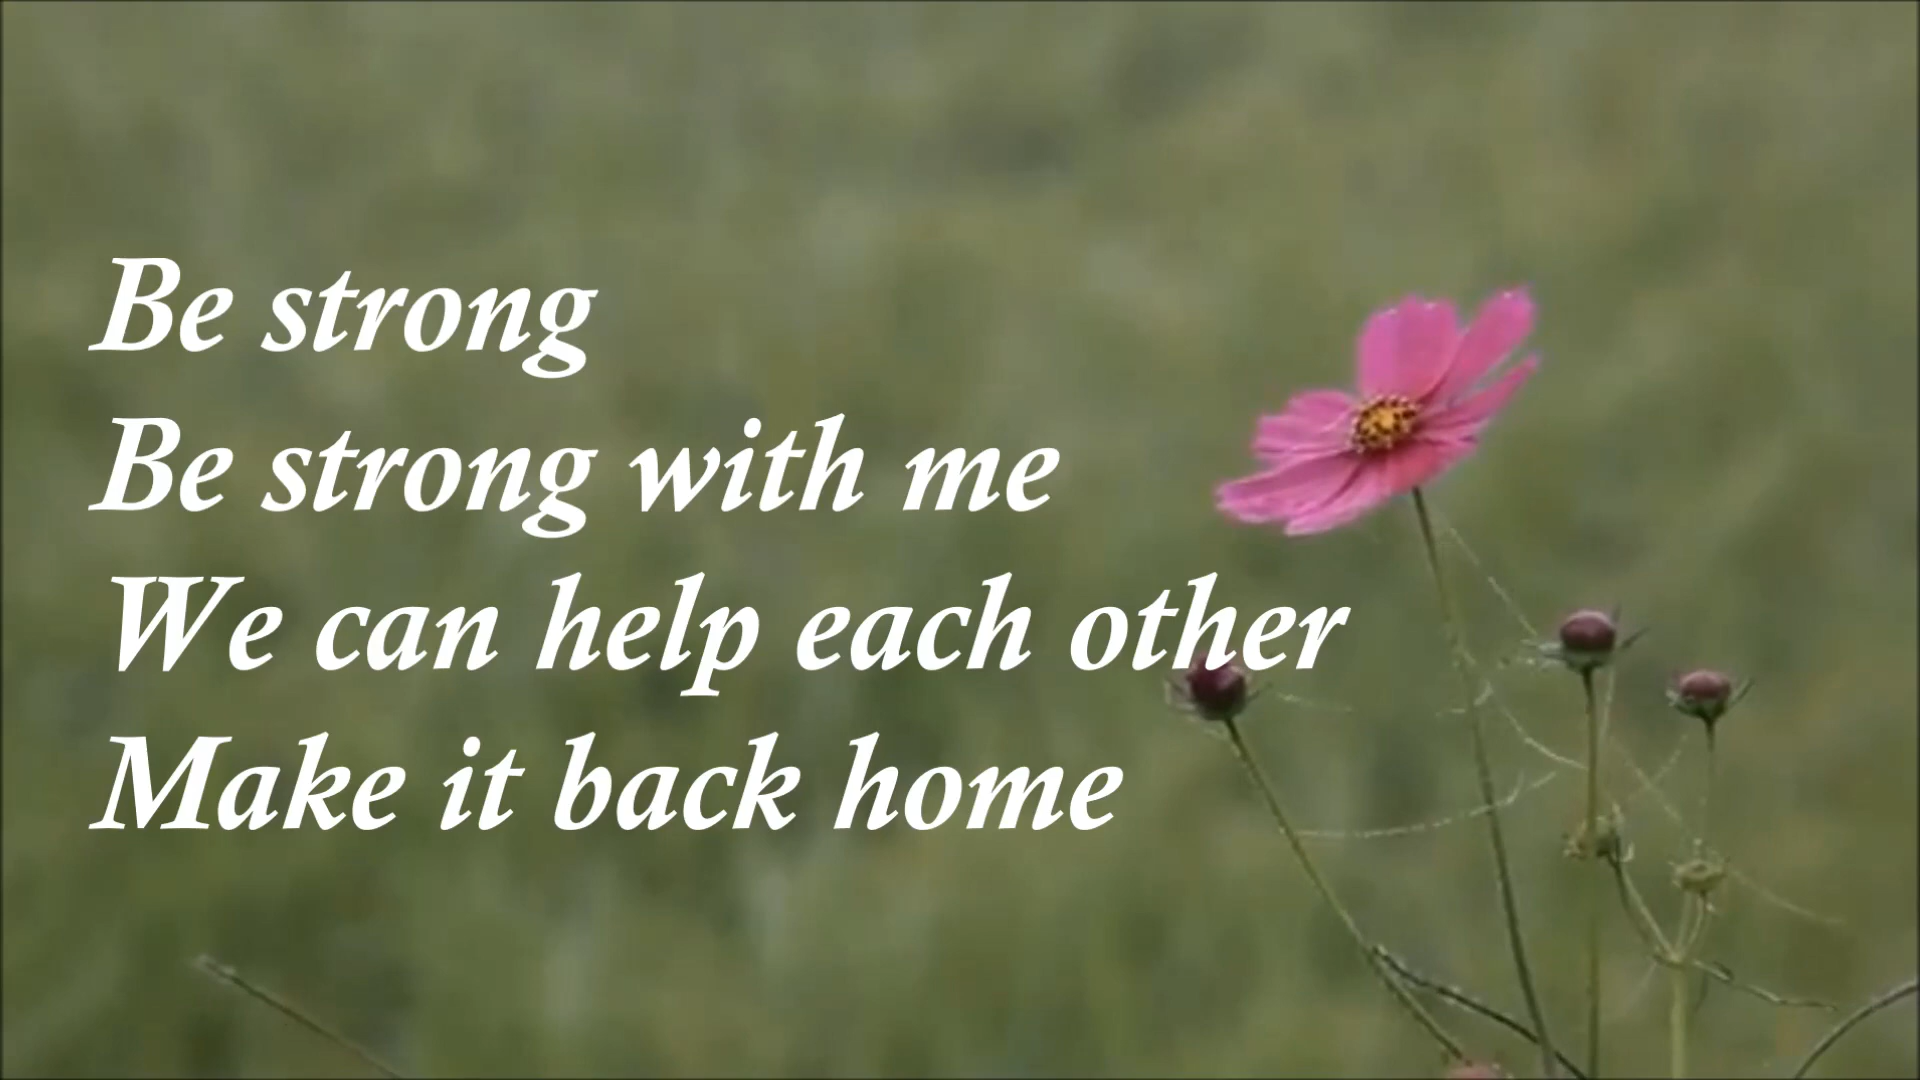 Be strong
Be strong with me
We can help each other
Make it back home